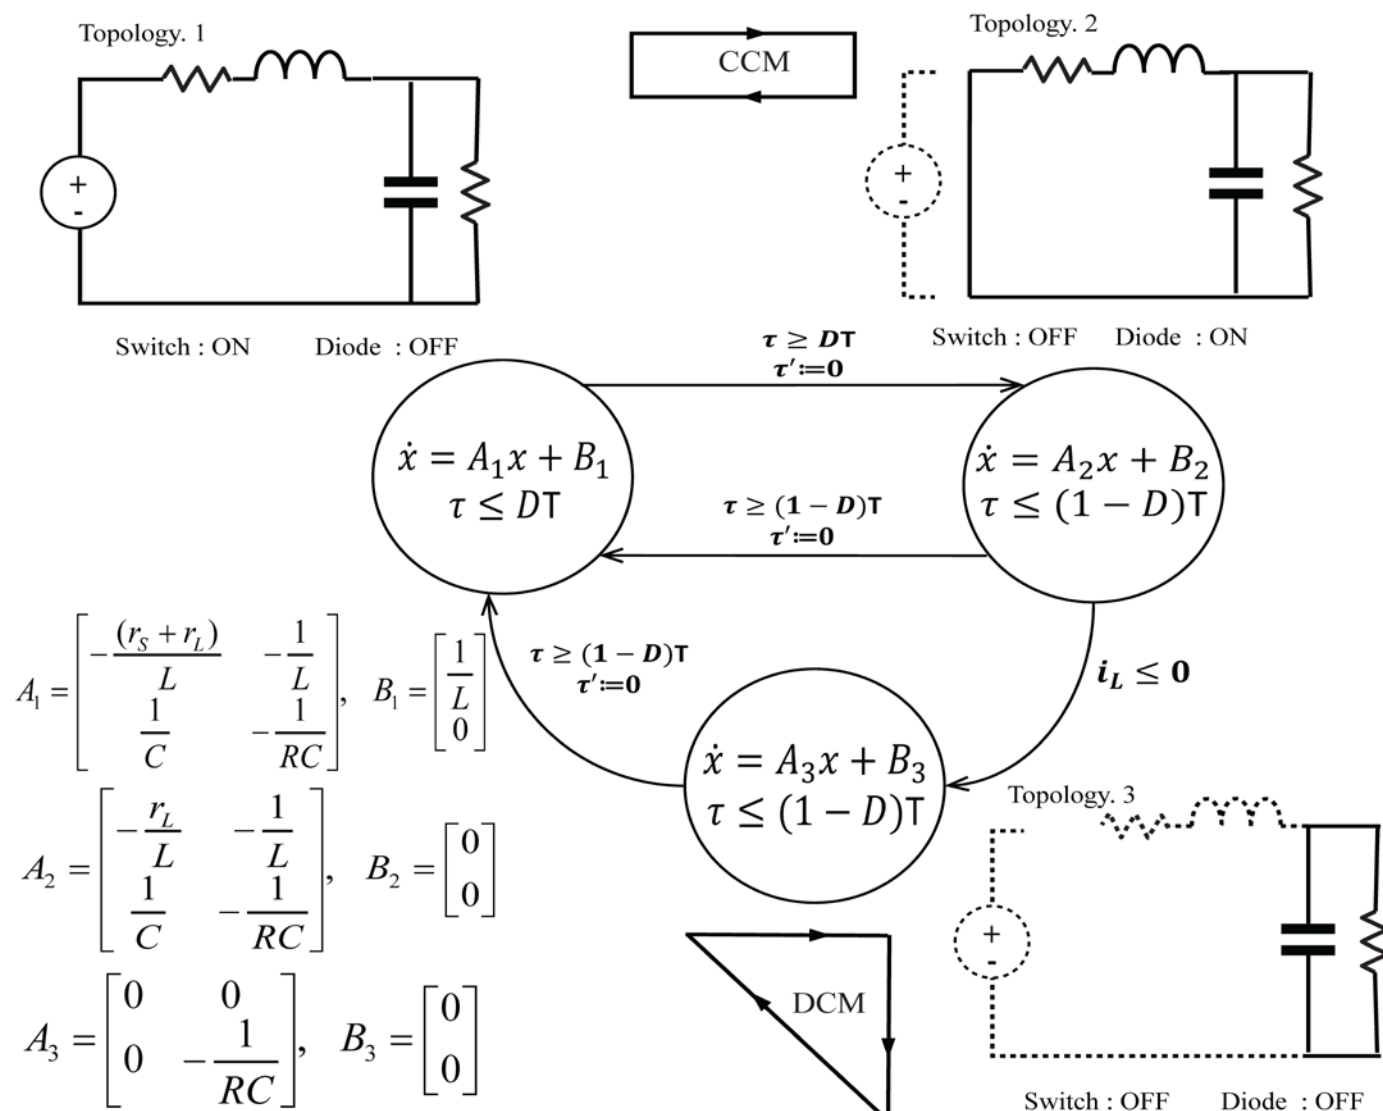 Topology. 1
CCM
Topology. 2
+
-
+
-
Switch : ON Diode : OFF
Switch : OFF Diode : ON
τ ≥ DT
τ′:=0
ẋ = A₁x + B₁
τ ≤ DT
ẋ = A₂x + B₂
τ ≤ (1 − D)T
τ ≥ (1 − D)T
τ′:=0
A₁ = [ −(r_S + r_L)/L −1/L ; 1/C −1/RC ], B₁ = [ 1/L ; 0 ]
τ ≥ (1 − D)T
τ′:=0
i_L ≤ 0
ẋ = A₃x + B₃
τ ≤ (1 − D)T
A₂ = [ −r_L/L −1/L ; 1/C −1/RC ], B₂ = [ 0 ; 0 ]
Topology. 3
+
-
A₃ = [ 0 0 ; 0 −1/RC ], B₃ = [ 0 ; 0 ]
DCM
Switch : OFF Diode : OFF